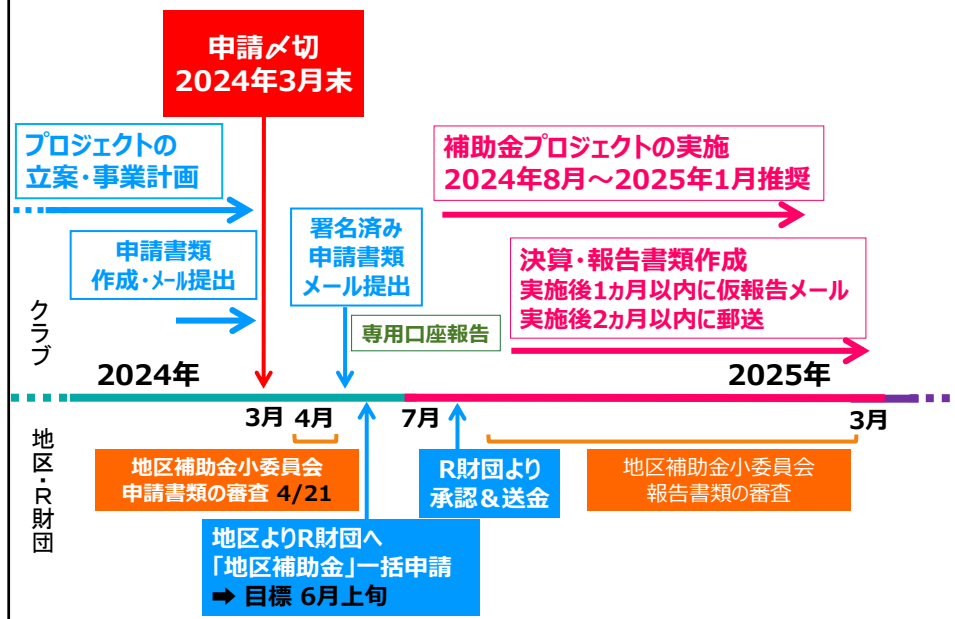 申請〆切
2024年3月末
プロジェクトの
立案・事業計画
補助金プロジェクトの実施
2024年8月～2025年1月推奨
申請書類
作成・メール提出
署名済み
申請書類
メール提出
決算・報告書類作成
実施後1ヵ月以内に仮報告メール
実施後2ヵ月以内に郵送
専用口座報告
クラブ
2024年
2025年
3月
4月
7月
3月
地区・R財団
地区補助金小委員会
申請書類の審査 4/21
R財団より
承認＆送金
地区補助金小委員会
報告書類の審査
地区よりR財団へ
「地区補助金」一括申請
➡ 目標 6月上旬